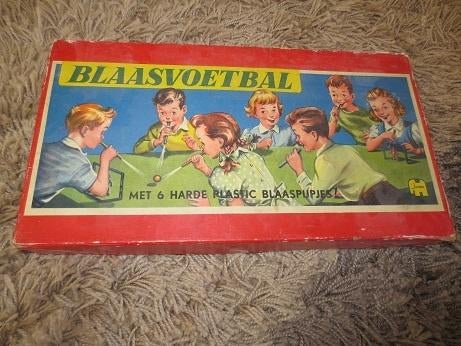 BLAASVOETBAL
MET 6 HARDE PLASTIC BLAASPIJPJES!